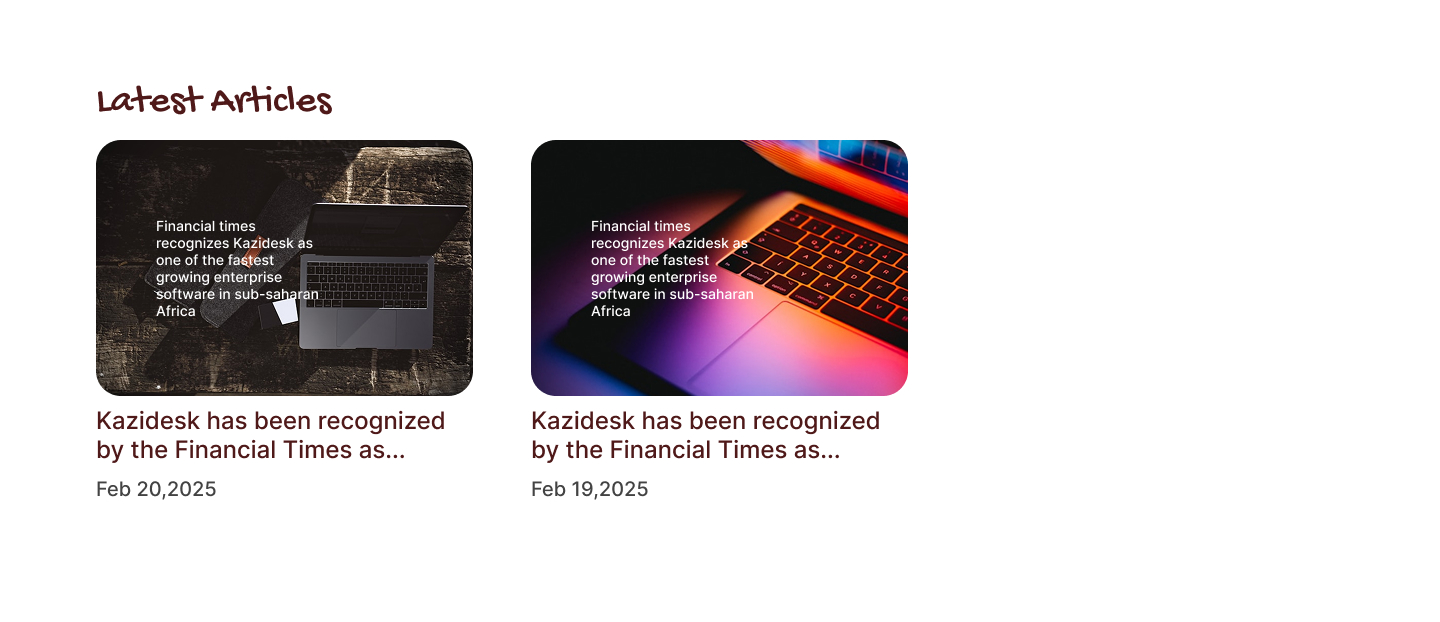 Latest Articles
Financial times
recognizes Kazidesk as
one of the fastest
growing enterprise
software in sub-saharan
Africa
Kazidesk has been recognized
by the Financial Times as...
Feb 20,2025
Financial times
recognizes Kazidesk as
one of the fastest
growing enterprise
software in sub-saharan
Africa
Kazidesk has been recognized
by the Financial Times as...
Feb 19,2025